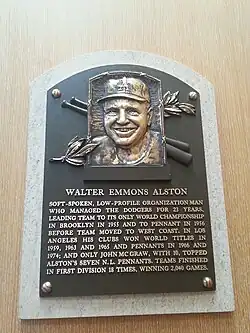 WALTER EMMONS ALSTON
SOFT-SPOKEN, LOW-PROFILE ORGANIZATION MAN
WHO MANAGED THE DODGERS FOR 23 YEARS,
LEADING TEAM TO ITS ONLY WORLD CHAMPIONSHIP
IN BROOKLYN IN 1955 AND TO PENNANT IN 1956
BEFORE TEAM MOVED TO WEST COAST. IN LOS
ANGELES HIS CLUBS WON WORLD TITLES IN
1959, 1963 AND 1965 AND PENNANTS IN 1966 AND
1974; AND ONLY JOHN MCGRAW, WITH 10, TOPPED
ALSTON'S SEVEN N.L. PENNANTS. TEAMS FINISHED
IN FIRST DIVISION 18 TIMES, WINNING 2,040 GAMES.